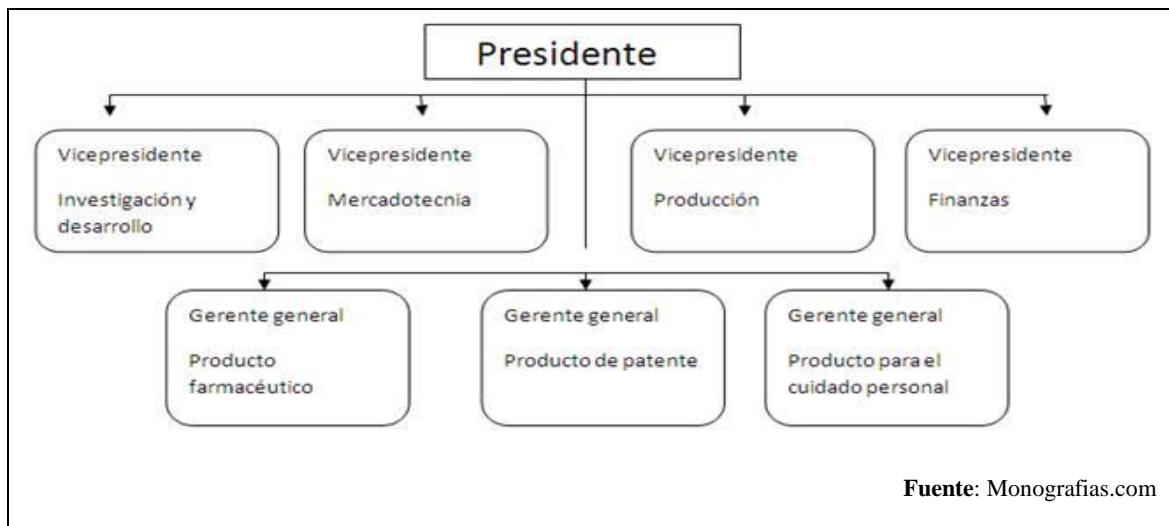 Presidente
Vicepresidente
Investigación y
desarrollo
Vicepresidente
Mercadotecnia
Vicepresidente
Producción
Vicepresidente
Finanzas
Gerente general
Producto
farmacéutico
Gerente general
Producto de patente
Gerente general
Producto para el
cuidado personal
Fuente: Monografias.com